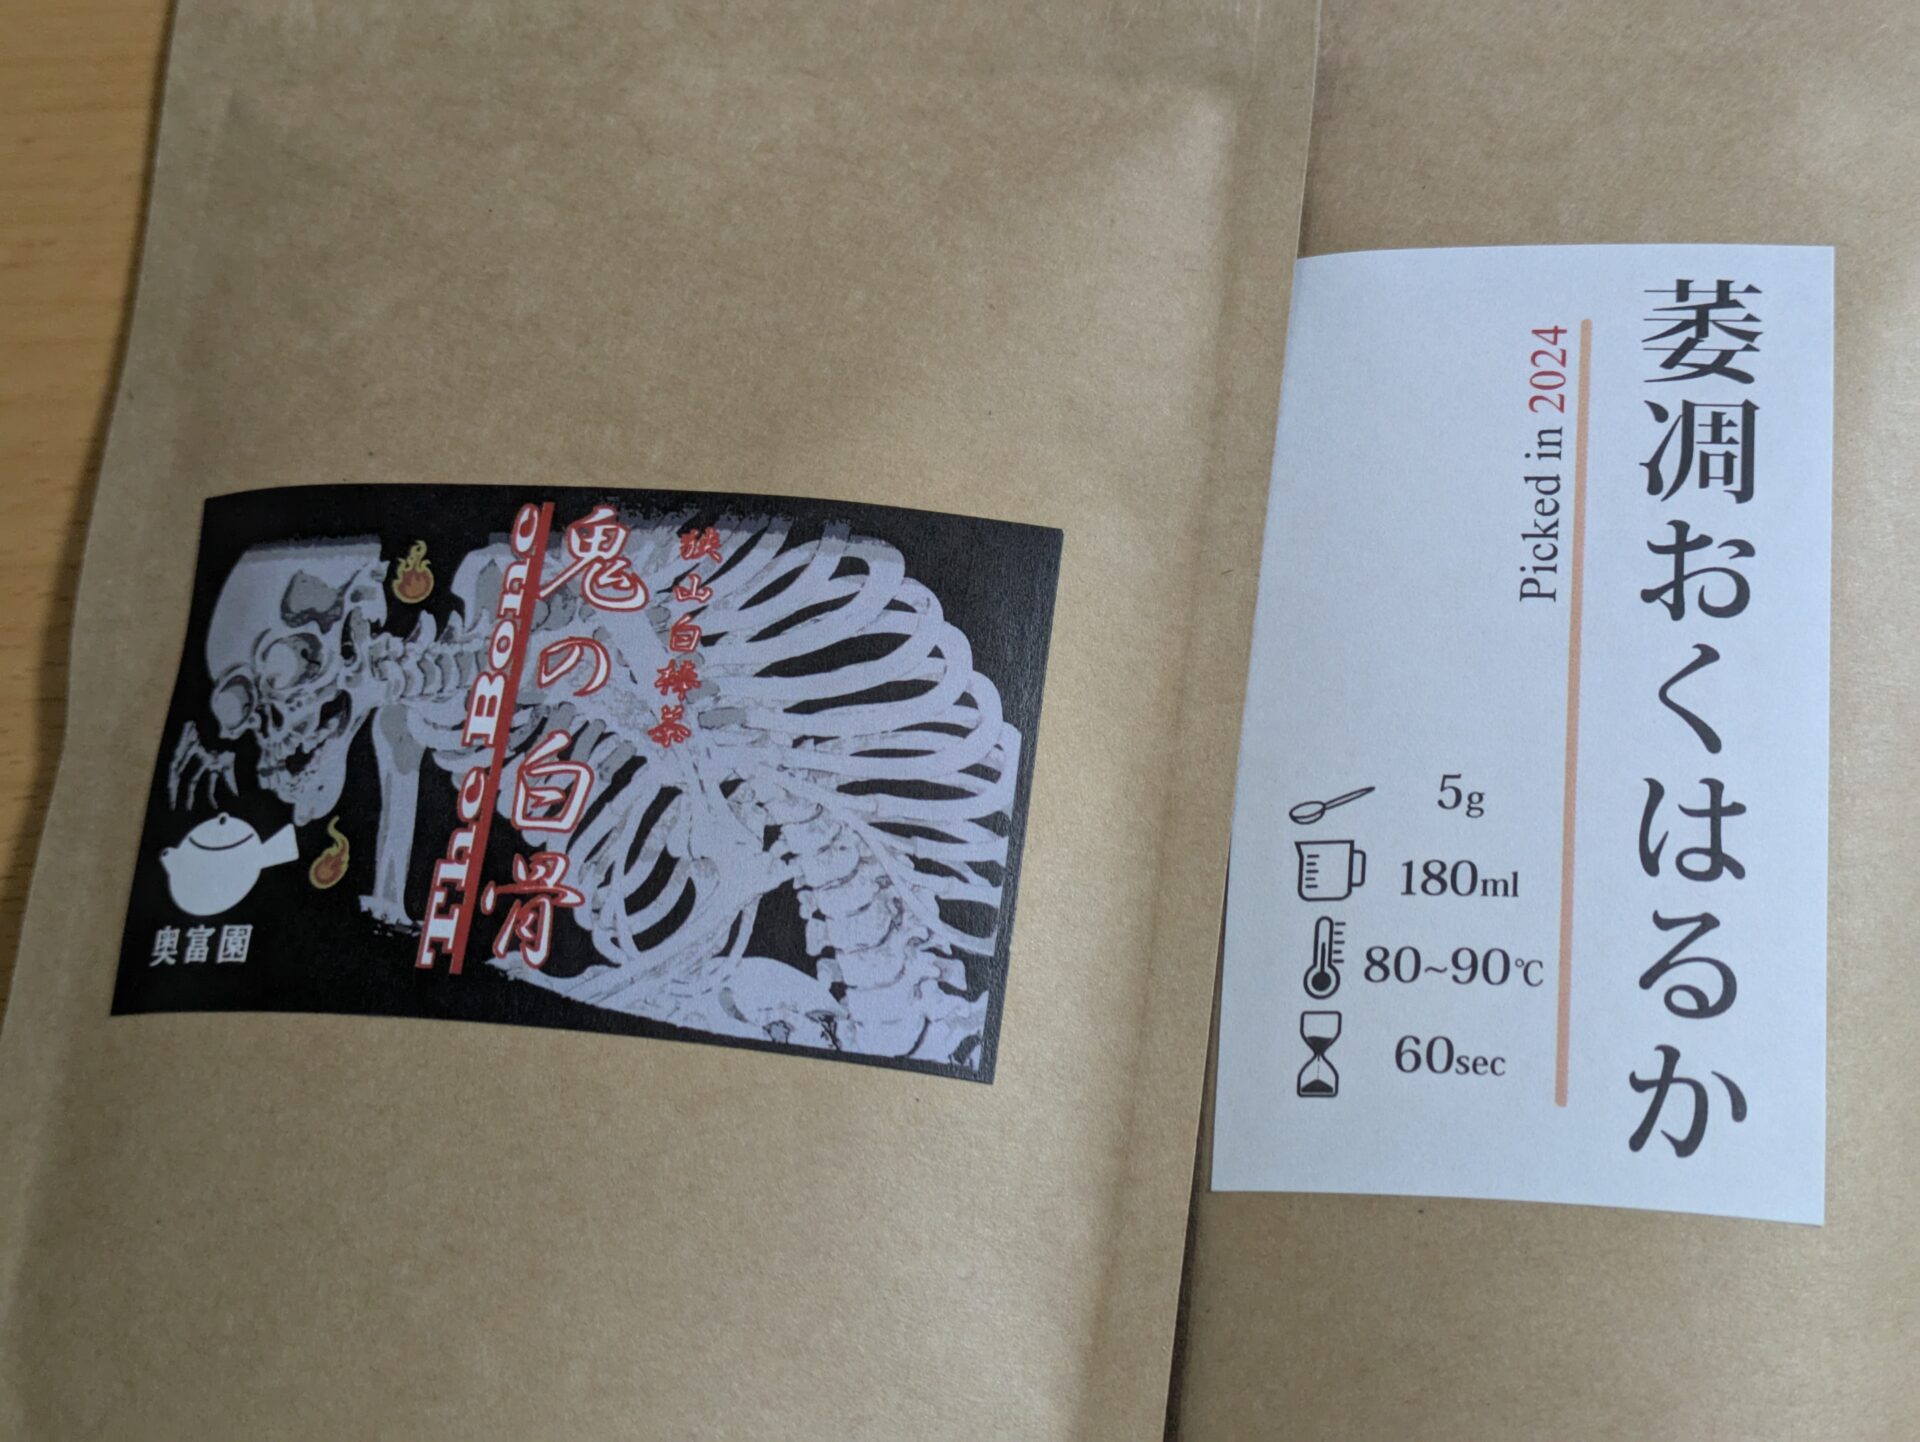 狭山白棒茶
鬼の白骨
The Bone
奥富園
萎凋おくはるか
Picked in 2024
5g
180ml
80~90℃
60sec